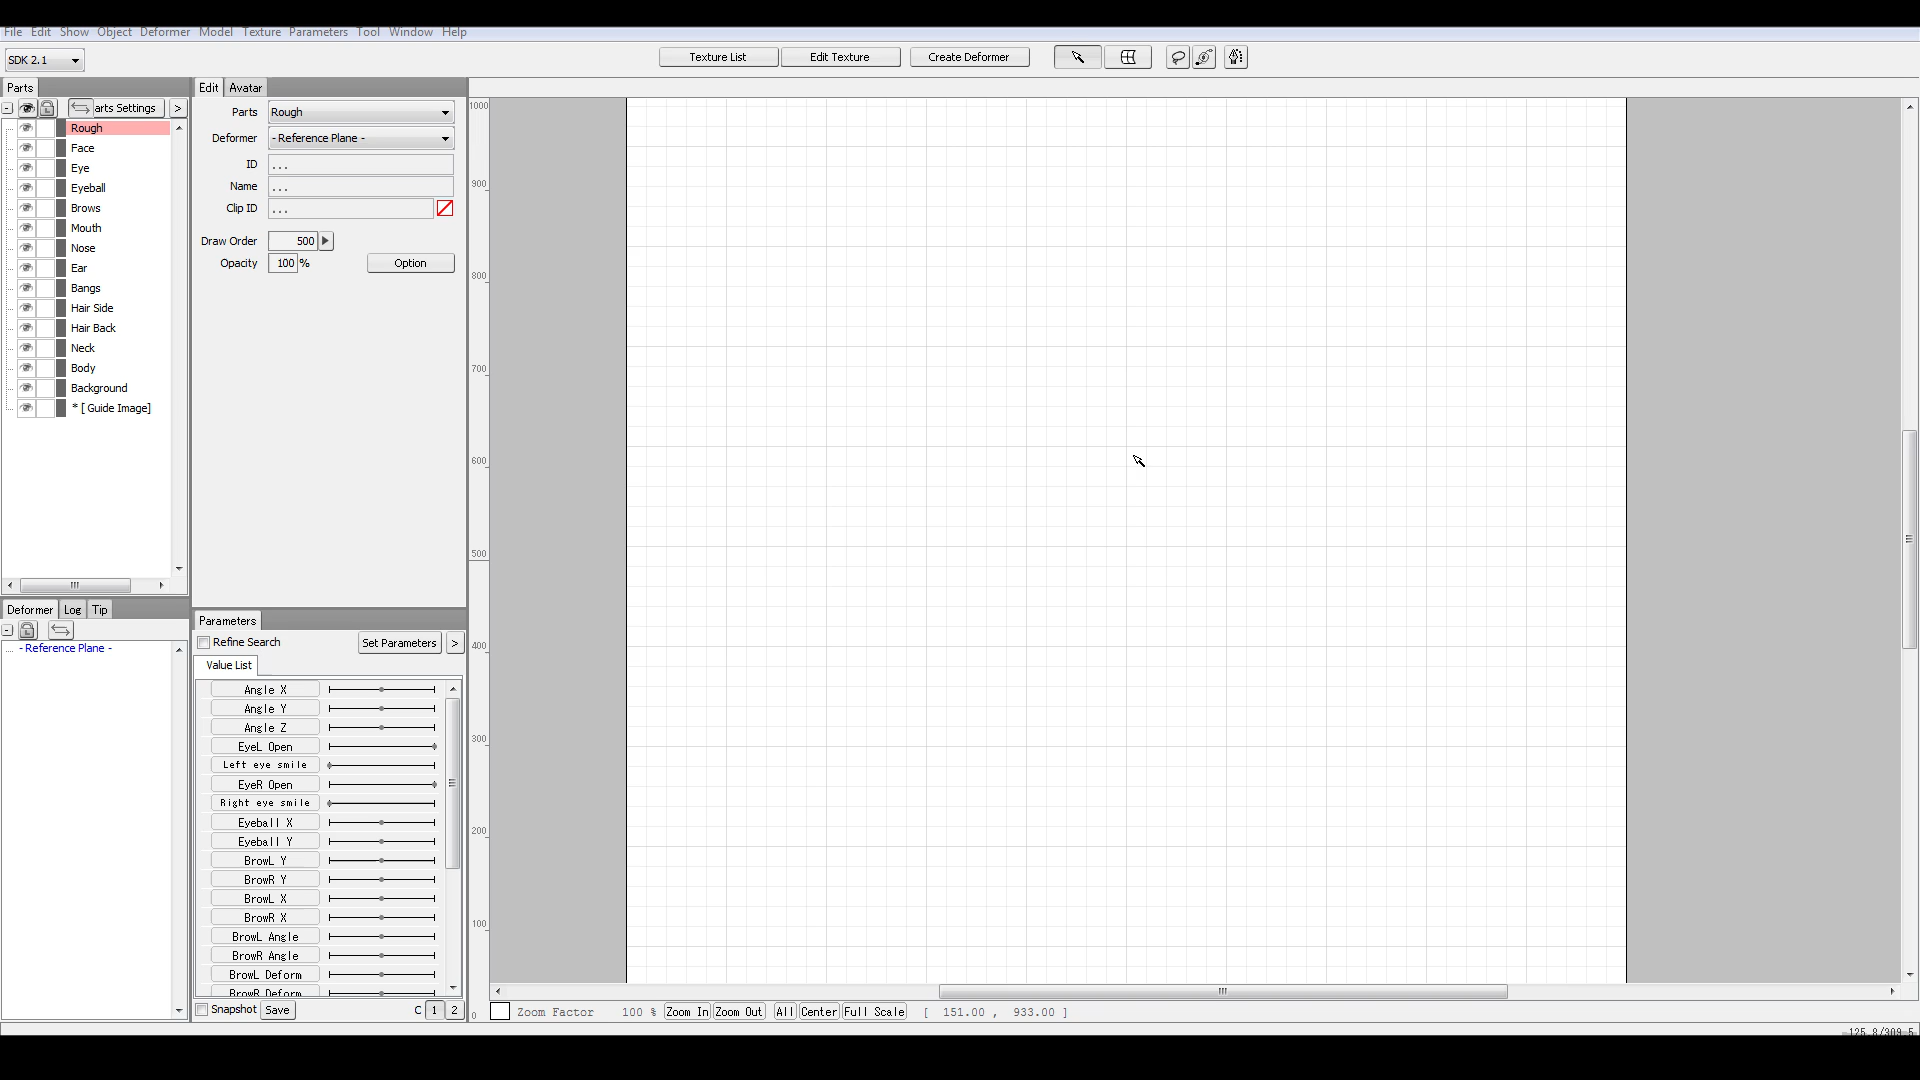 File Edit Show Object Deformer Model Texture Parameters Tool Window Help
SDK 2.1
Texture List Edit Texture Create Deformer
Parts
arts Settings >
Rough
Face
Eye
Eyeball
Brows
Mouth
Nose
Ear
Bangs
Hair Side
Hair Back
Neck
Body
Background
* [ Guide Image]
Deformer Log Tip
- Reference Plane -
Edit Avatar
Parts Rough
Deformer - Reference Plane -
ID ...
Name ...
Clip ID ...
Draw Order 500
Opacity 100 % Option
Parameters
Refine Search Set Parameters >
Value List
Angle X
Angle Y
Angle Z
EyeL Open
Left eye smile
EyeR Open
Right eye smile
Eyeball X
Eyeball Y
BrowL Y
BrowR Y
BrowL X
BrowR X
BrowL Angle
BrowR Angle
BrowL Deform
BrowR Deform
Snapshot Save C 1 2
1000
900
800
700
600
500
400
300
200
100
0
Zoom Factor 100 % Zoom In Zoom Out All Center Full Scale [ 151.00 , 933.00 ]
125.8/309.5